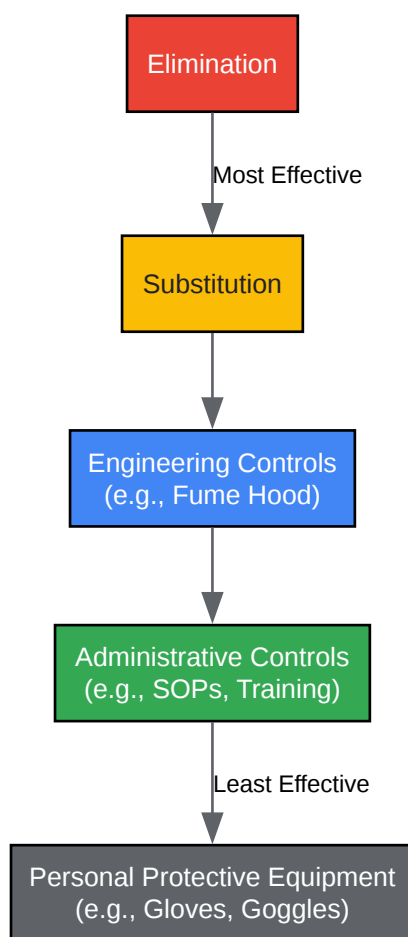 Elimination
Most Effective
Substitution
Engineering Controls
(e.g., Fume Hood)
Administrative Controls
(e.g., SOPs, Training)
Least Effective
Personal Protective Equipment
(e.g., Gloves, Goggles)